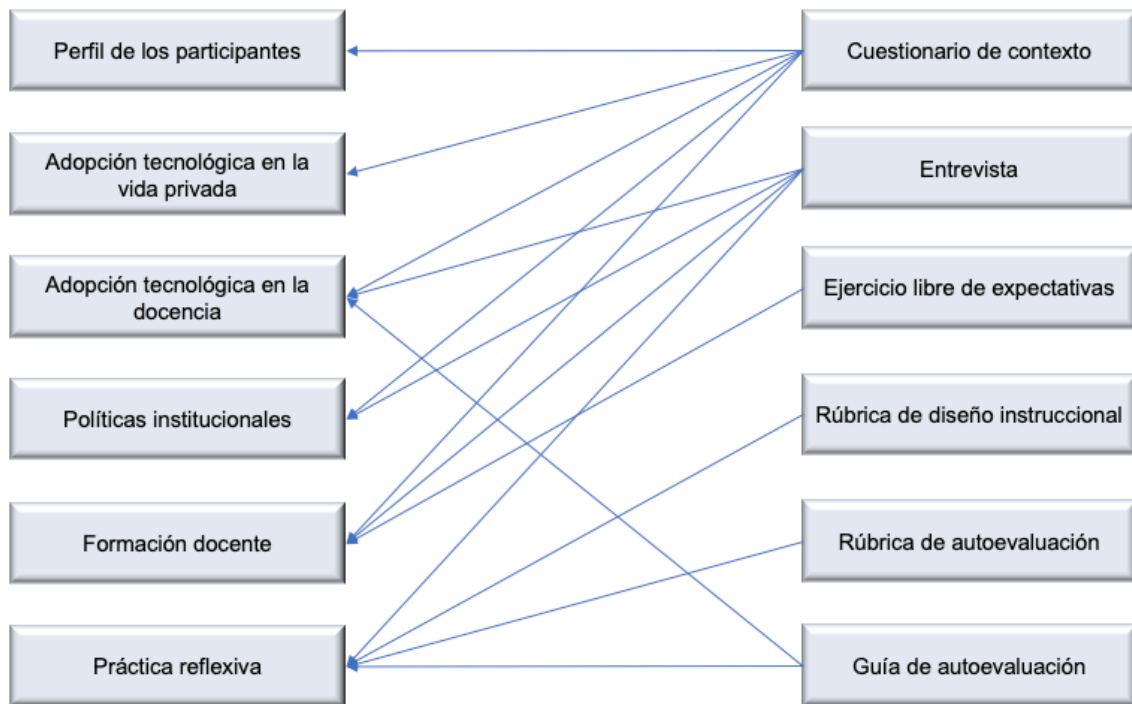 Perfil de los participantes
Cuestionario de contexto
Adopción tecnológica en la
vida privada
Entrevista
Adopción tecnológica en la
docencia
Ejercicio libre de expectativas
Políticas institucionales
Rúbrica de diseño instruccional
Formación docente
Rúbrica de autoevaluación
Práctica reflexiva
Guía de autoevaluación